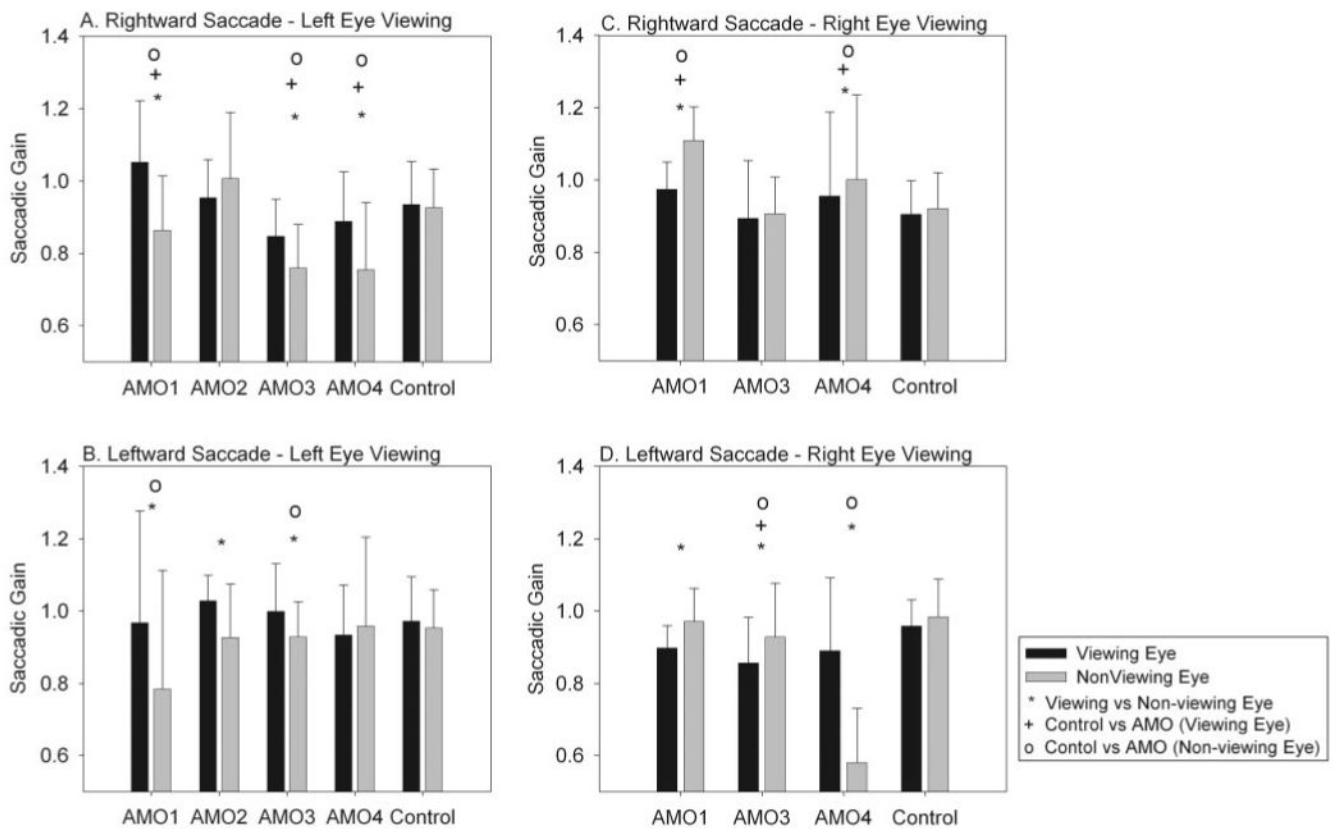 A. Rightward Saccade - Left Eye Viewing
Saccadic Gain
1.4
1.2
1.0
0.8
0.6
o
+
*
o
+
*
o
+
*
AMO1 AMO2 AMO3 AMO4 Control
B. Leftward Saccade - Left Eye Viewing
Saccadic Gain
1.4
1.2
1.0
0.8
0.6
o
*
*
o
*
AMO1 AMO2 AMO3 AMO4 Control
C. Rightward Saccade - Right Eye Viewing
Saccadic Gain
1.4
1.2
1.0
0.8
0.6
o
+
*
o
+
*
AMO1 AMO3 AMO4 Control
D. Leftward Saccade - Right Eye Viewing
Saccadic Gain
1.4
1.2
1.0
0.8
0.6
*
o
+
*
o
*
AMO1 AMO3 AMO4 Control
Viewing Eye
NonViewing Eye
* Viewing vs Non-viewing Eye
+ Control vs AMO (Viewing Eye)
o Contol vs AMO (Non-viewing Eye)